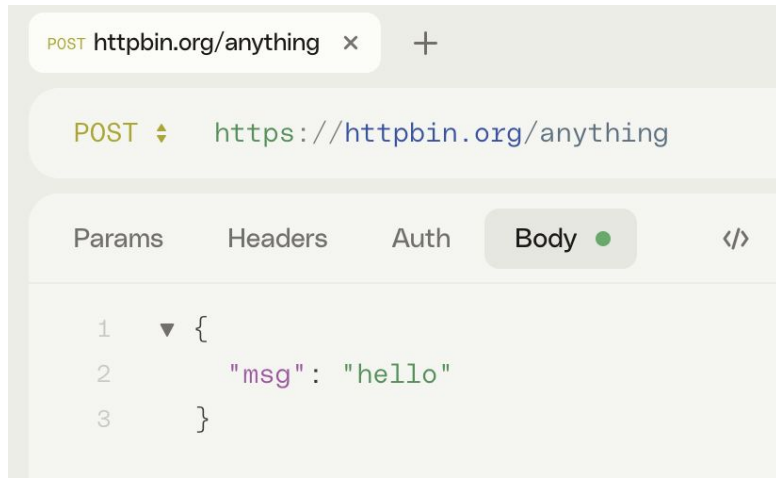 POST httpbin.org/anything × +
POST https://httpbin.org/anything
Params Headers Auth Body </>
1 {
2 "msg": "hello"
3 }